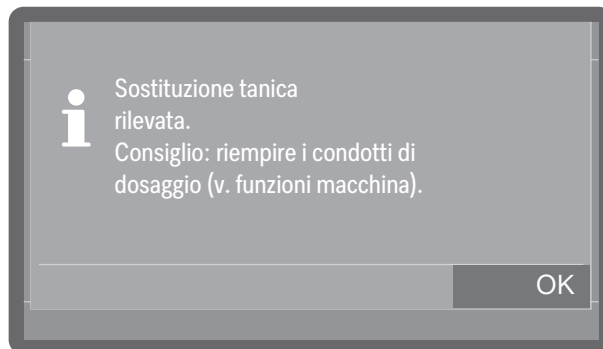 Sostituzione tanica
rilevata.
Consiglio: riempire i condotti di
dosaggio (v. funzioni macchina).
OK